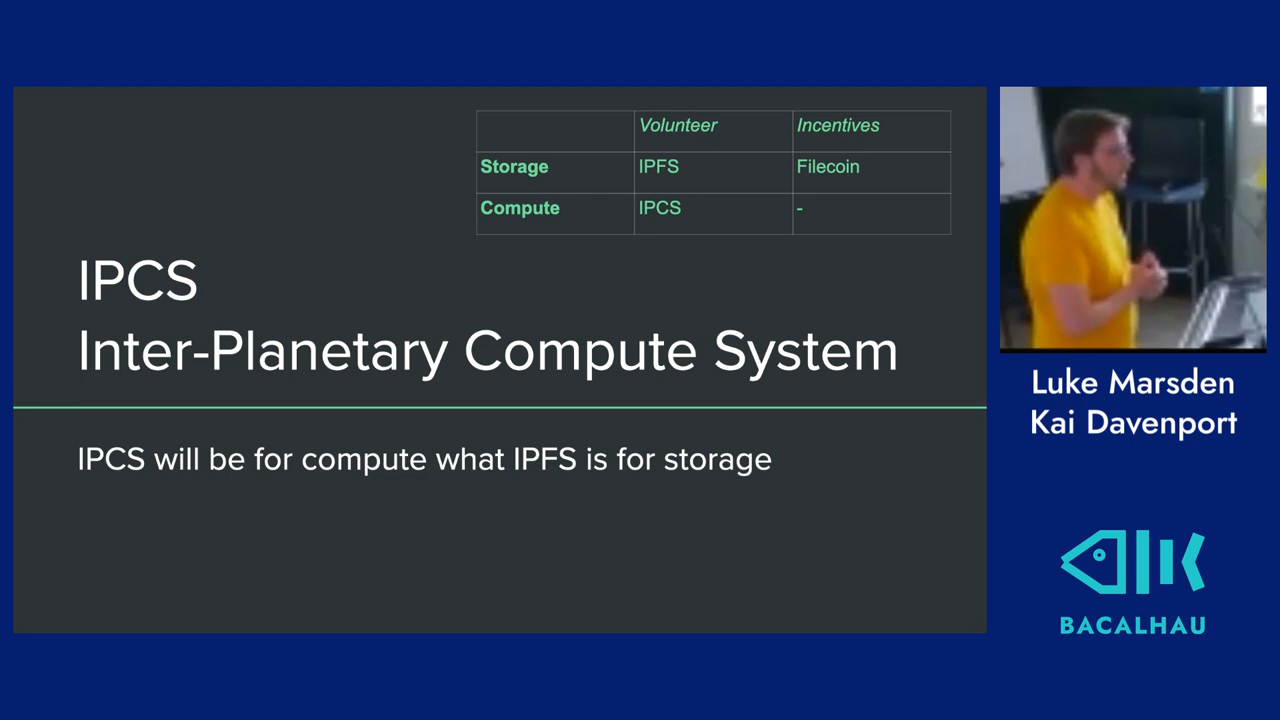 Volunteer Incentives
Storage IPFS Filecoin
Compute IPCS -
IPCS
Inter-Planetary Compute System
IPCS will be for compute what IPFS is for storage
Luke Marsden
Kai Davenport
BACALHAU